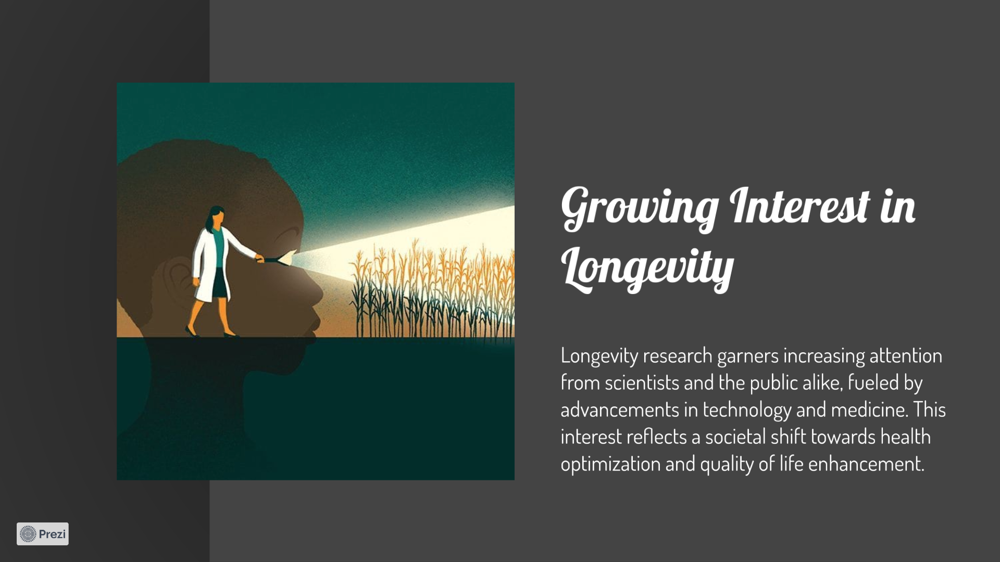 Growing Interest in
Longevity
Longevity research garners increasing attention
from scientists and the public alike, fueled by
advancements in technology and medicine. This
interest reflects a societal shift towards health
optimization and quality of life enhancement.
Prezi